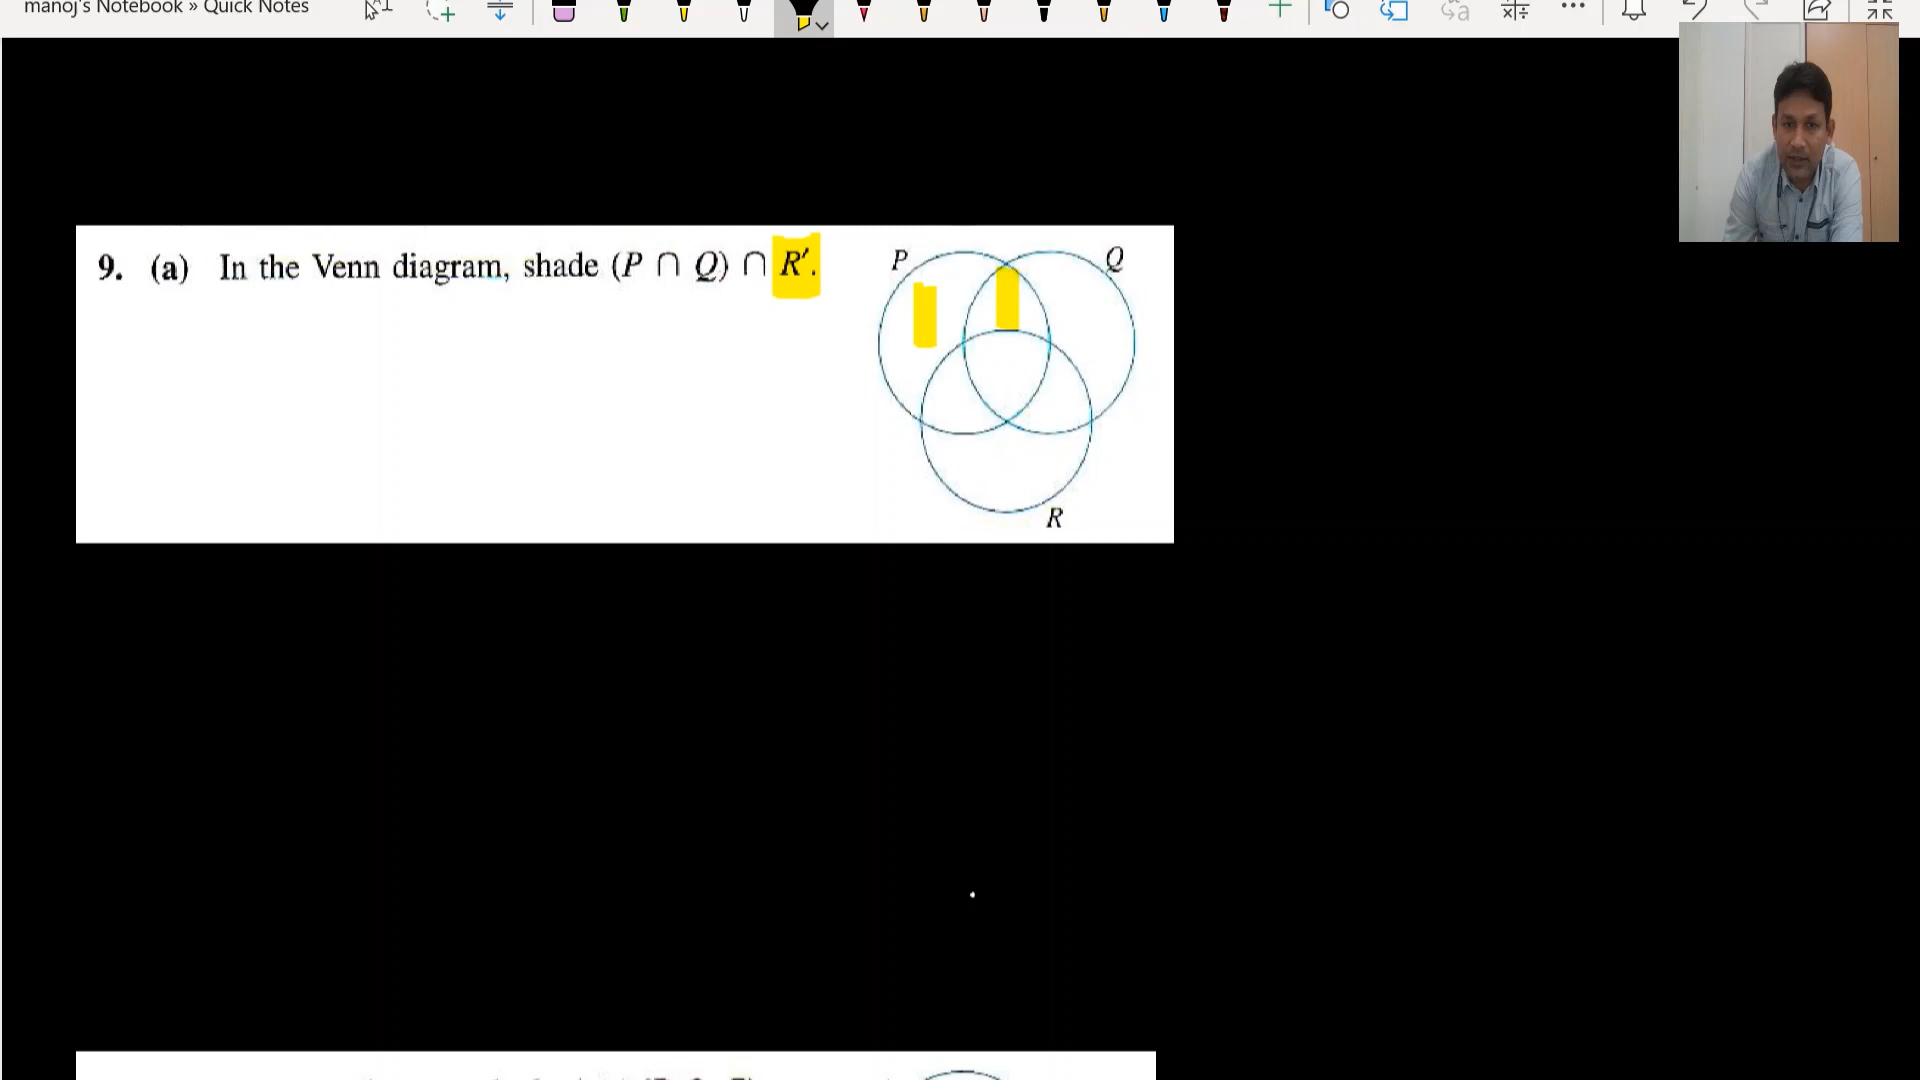 manoj's Notebook » Quick Notes
9. (a) In the Venn diagram, shade (P ∩ Q) ∩ R′.
P
Q
R